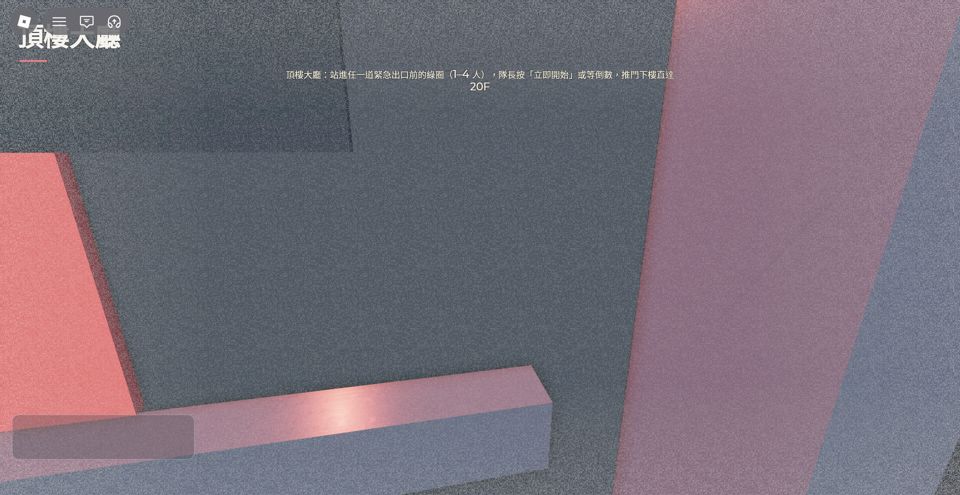 頂樓大廳
頂樓大廳：站進任一道緊急出口前的綠圈（1–4 人），隊長按「立即開始」或等倒數，推門下樓直達
20F